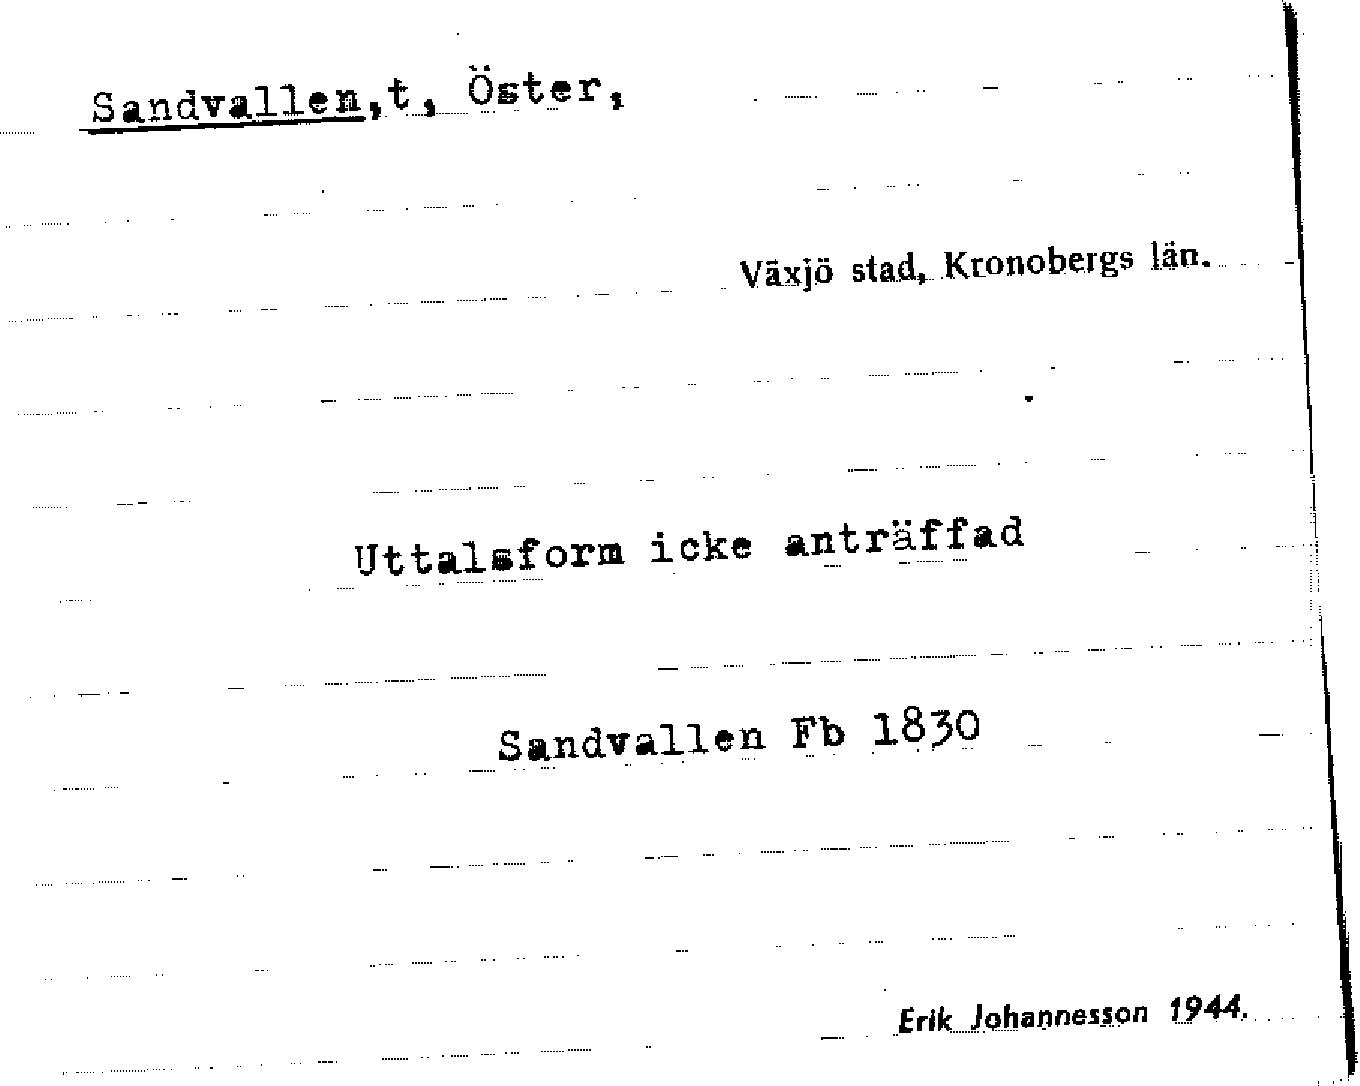 Sandvallen,t, Öster,
Växjö stad, Kronobergs län.
Uttalsform icke anträffad
Sandvallen Fb 1830
Erik Johannesson 1944.